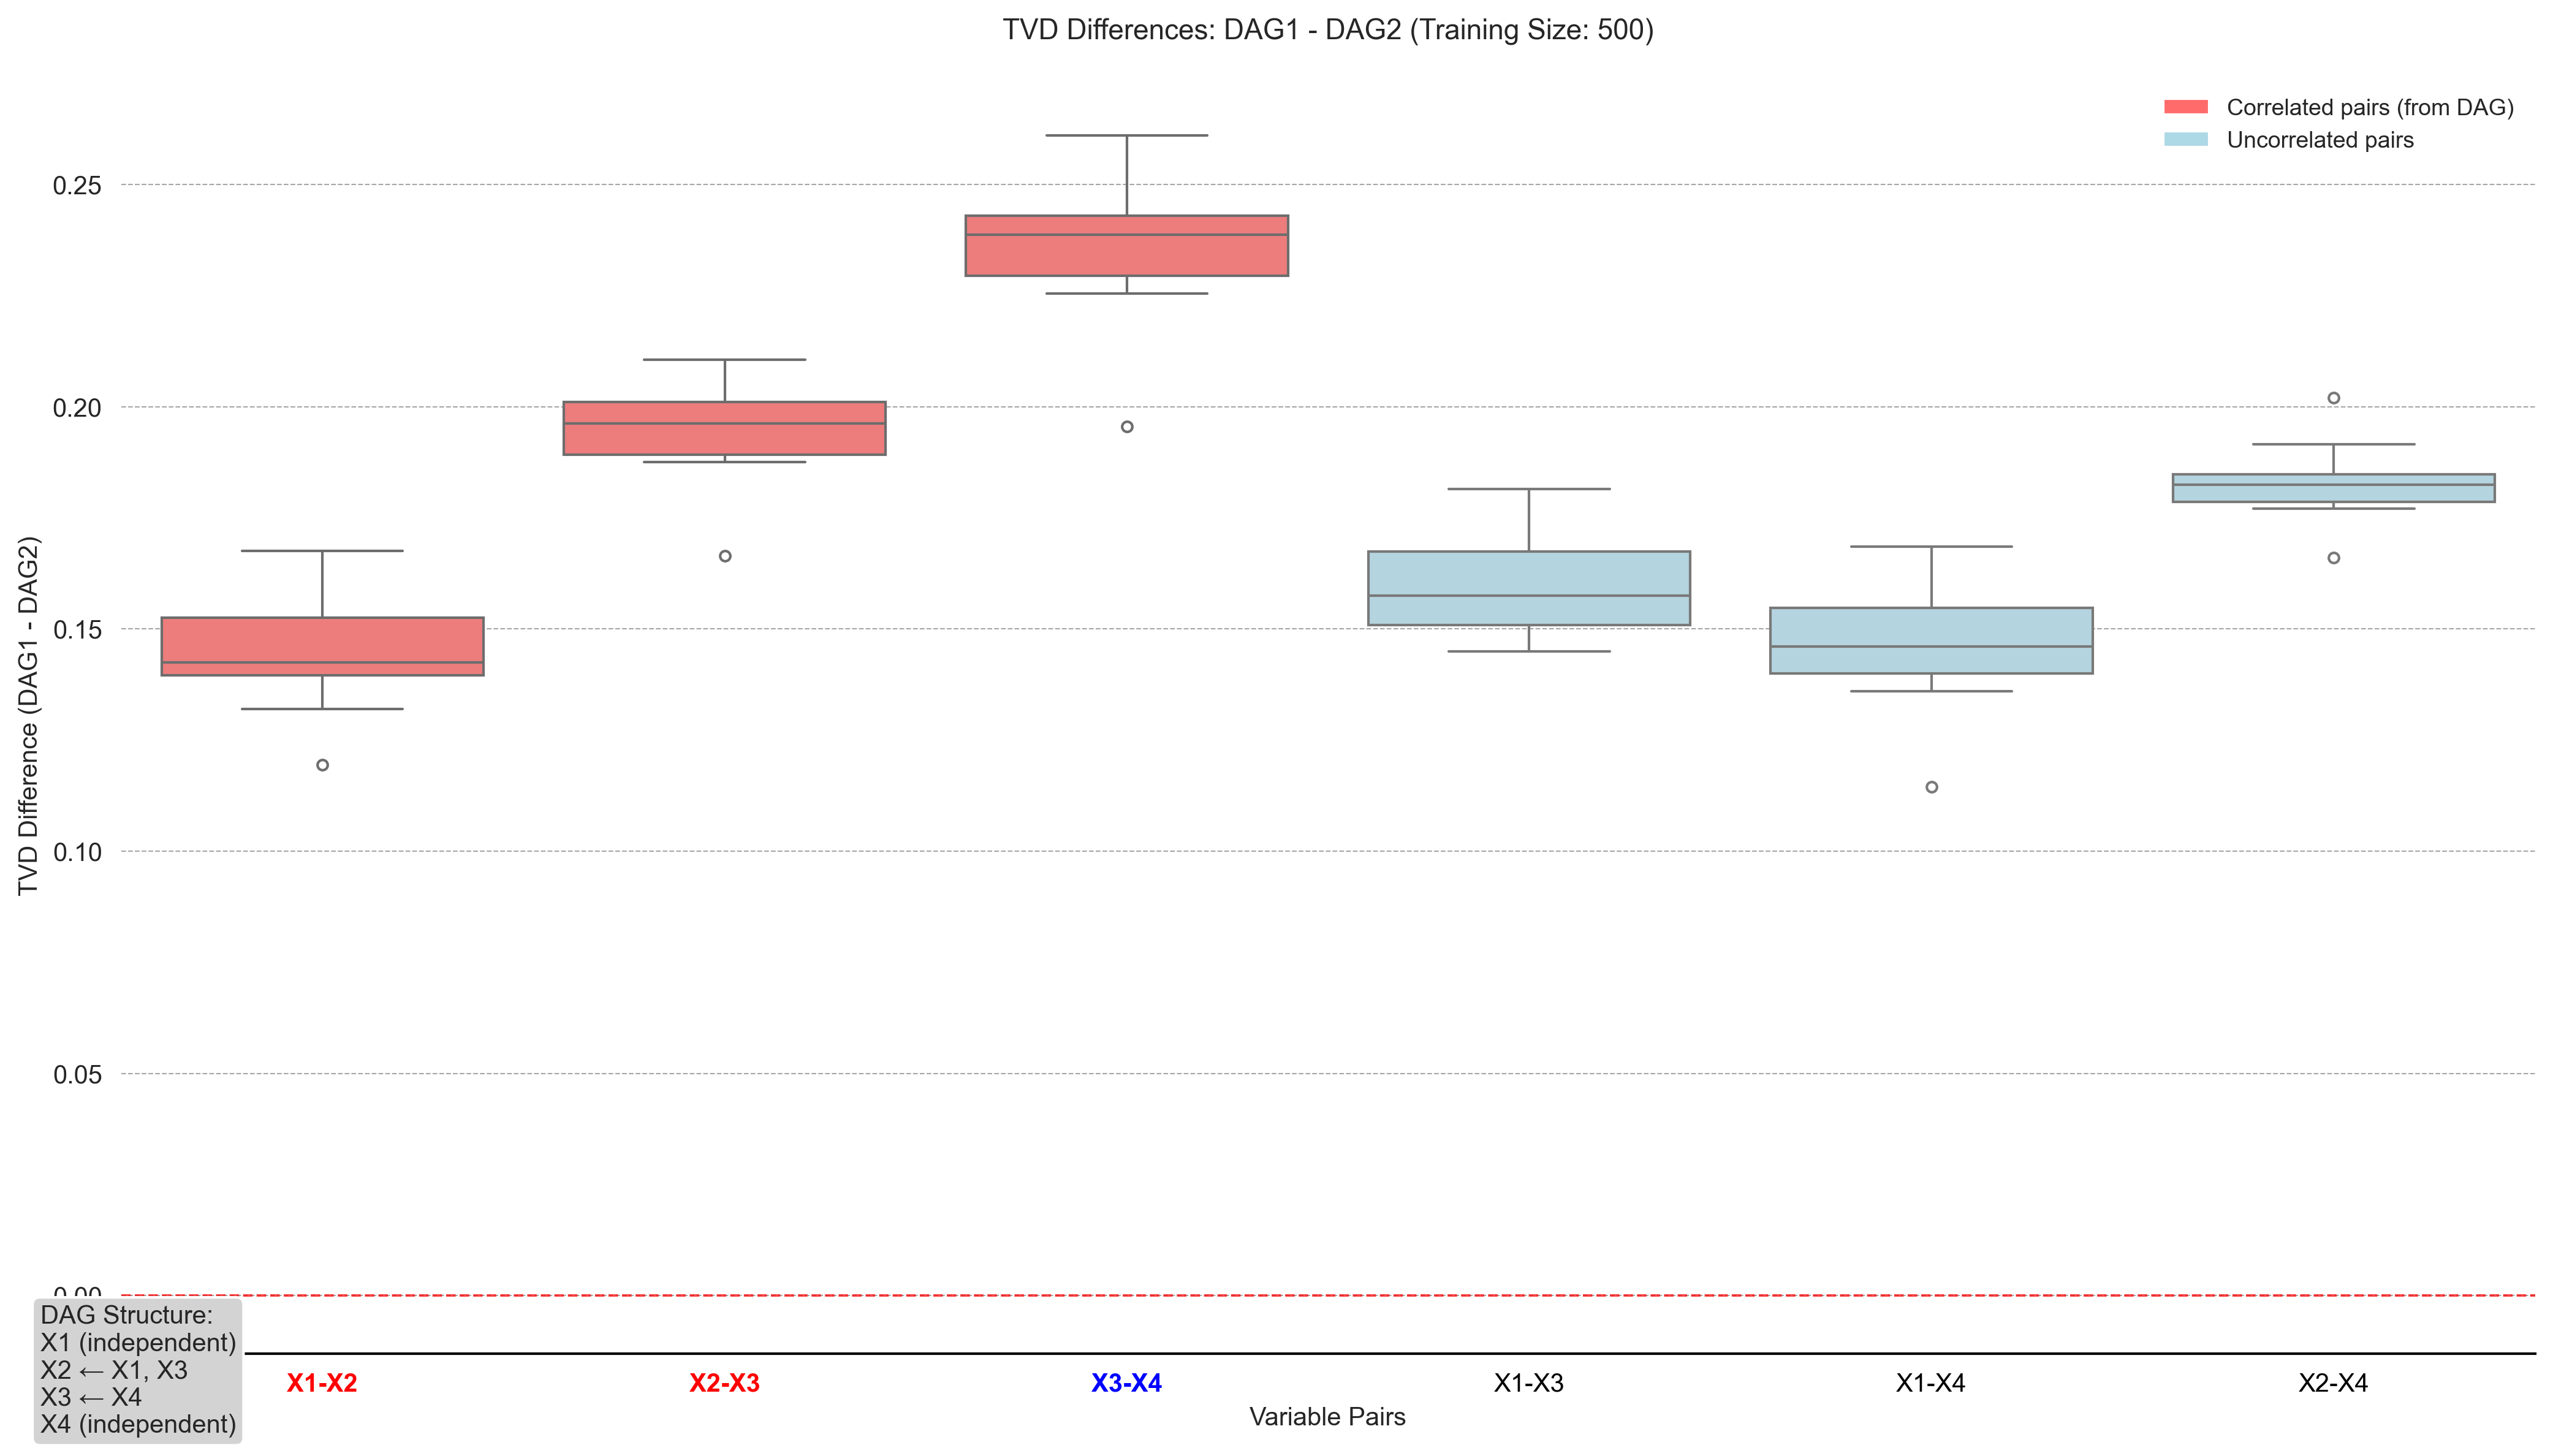 TVD Differences: DAG1 - DAG2 (Training Size: 500)
Correlated pairs (from DAG)
Uncorrelated pairs
TVD Difference (DAG1 - DAG2)
0.25
0.20
0.15
0.10
0.05
0.00
DAG Structure:
X1 (independent)
X2 ← X1, X3
X3 ← X4
X4 (independent)
X1-X2
X2-X3
X3-X4
X1-X3
X1-X4
X2-X4
Variable Pairs